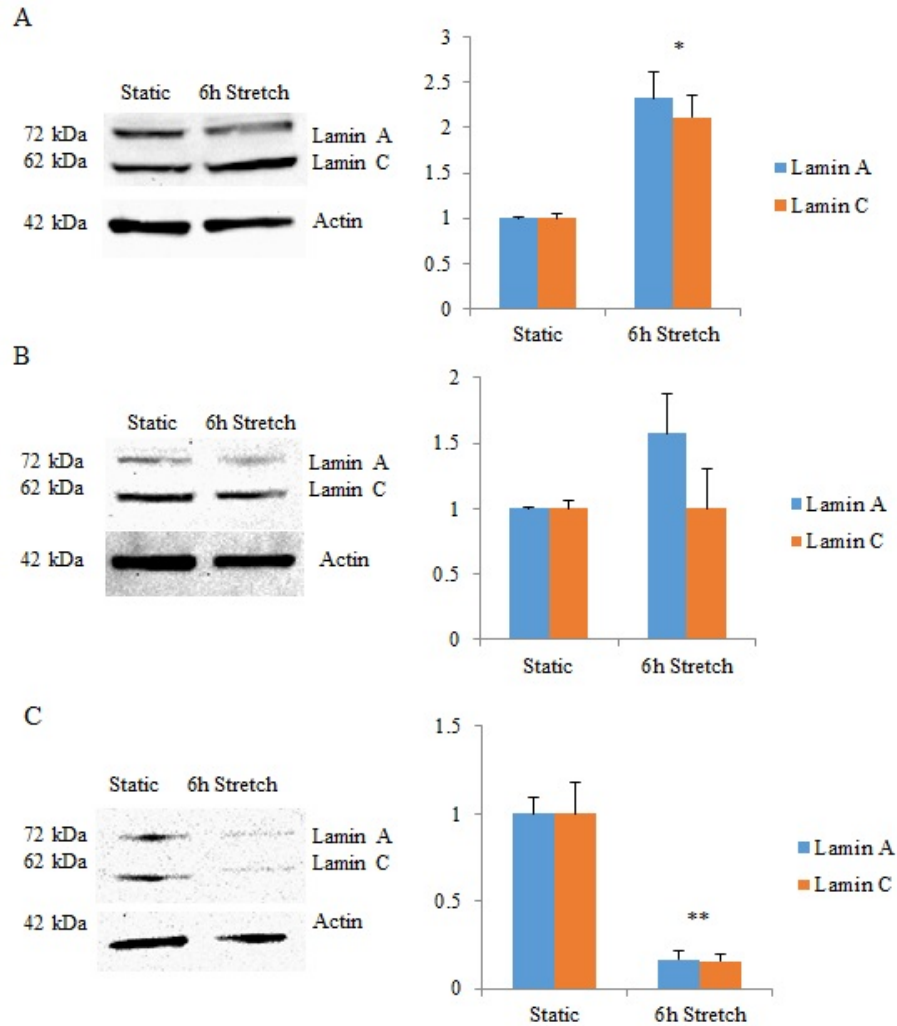 A
Static 6h Stretch
72 kDa Lamin A
62 kDa Lamin C
42 kDa Actin
3
2.5
2
1.5
1
0.5
0
*
Static 6h Stretch
Lamin A
Lamin C
B
Static 6h Stretch
72 kDa Lamin A
62 kDa Lamin C
42 kDa Actin
2
1.5
1
0.5
0
Static 6h Stretch
Lamin A
Lamin C
C
Static 6h Stretch
72 kDa Lamin A
62 kDa Lamin C
42 kDa Actin
1.5
1
0.5
0
**
Static 6h Stretch
Lamin A
Lamin C